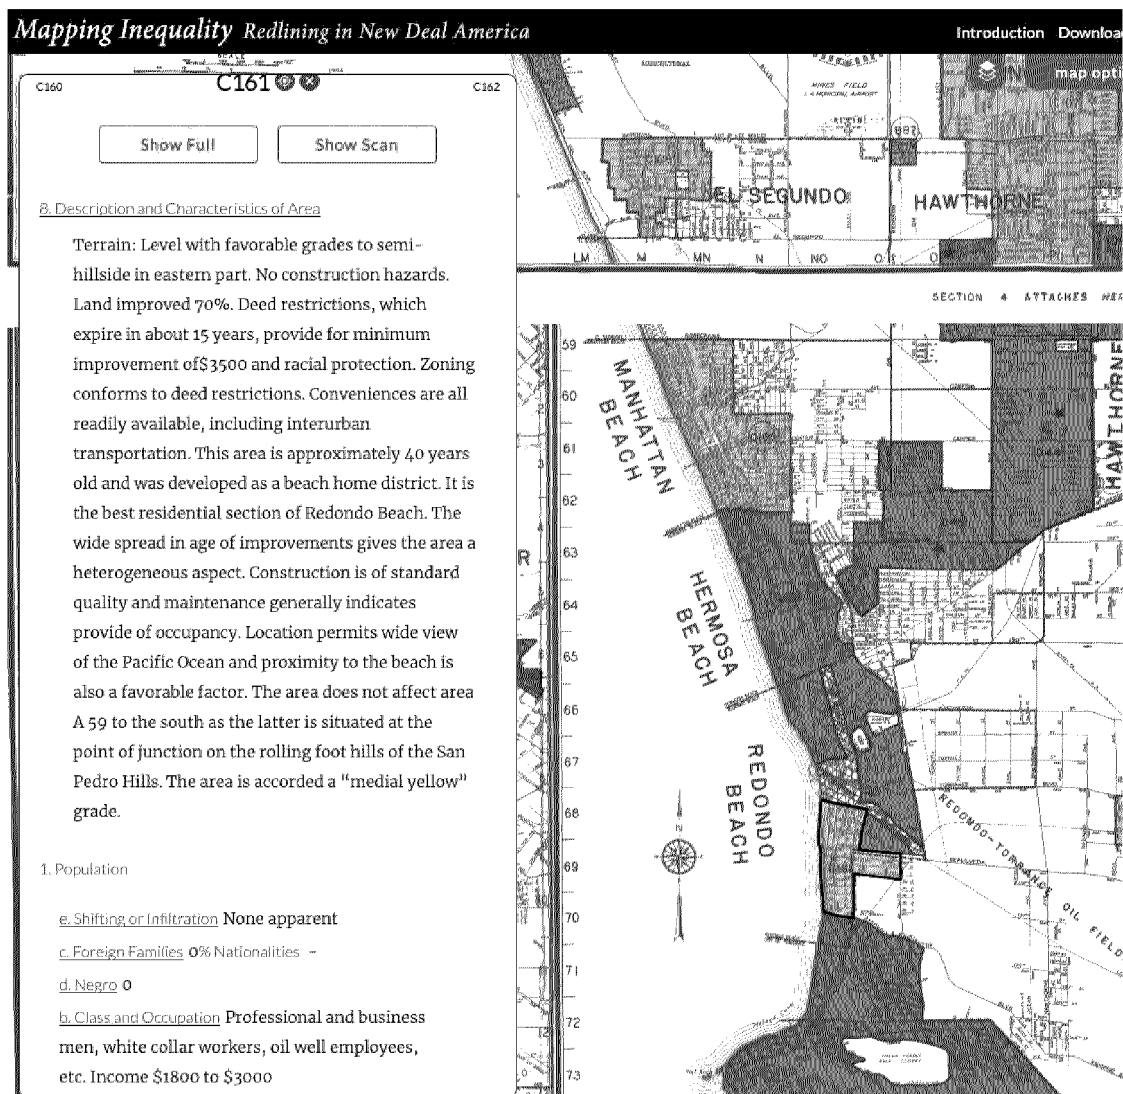 Mapping Inequality Redlining in New Deal America
Introduction Downloa
SCALE
C160 C161 C162
Show Full Show Scan
8. Description and Characteristics of Area
Terrain: Level with favorable grades to semi-
hillside in eastern part. No construction hazards.
Land improved 70%. Deed restrictions, which
expire in about 15 years, provide for minimum
improvement of$3500 and racial protection. Zoning
conforms to deed restrictions. Conveniences are all
readily available, including interurban
transportation. This area is approximately 40 years
old and was developed as a beach home district. It is
the best residential section of Redondo Beach. The
wide spread in age of improvements gives the area a
heterogeneous aspect. Construction is of standard
quality and maintenance generally indicates
provide of occupancy. Location permits wide view
of the Pacific Ocean and proximity to the beach is
also a favorable factor. The area does not affect area
A 59 to the south as the latter is situated at the
point of junction on the rolling foot hills of the San
Pedro Hills. The area is accorded a "medial yellow"
grade.
1. Population
e. Shifting or Infiltration None apparent
c. Foreign Families 0% Nationalities –
d. Negro 0
b. Class and Occupation Professional and business
men, white collar workers, oil well employees,
etc. Income $1800 to $3000
map opti
AGRICULTURAL
MINES FIELD
EL SEGUNDO
HAWTHORNE
LM M MN N NO O
SECTION 4 ATTACHES
59
60
61
62
63
64
65
66
67
68
69
70
71
72
73
MANHATTAN
BEACH
HERMOSA
BEACH
REDONDO
BEACH
HAWTHORNE
REDONDO-TORRANCE OIL FIELD